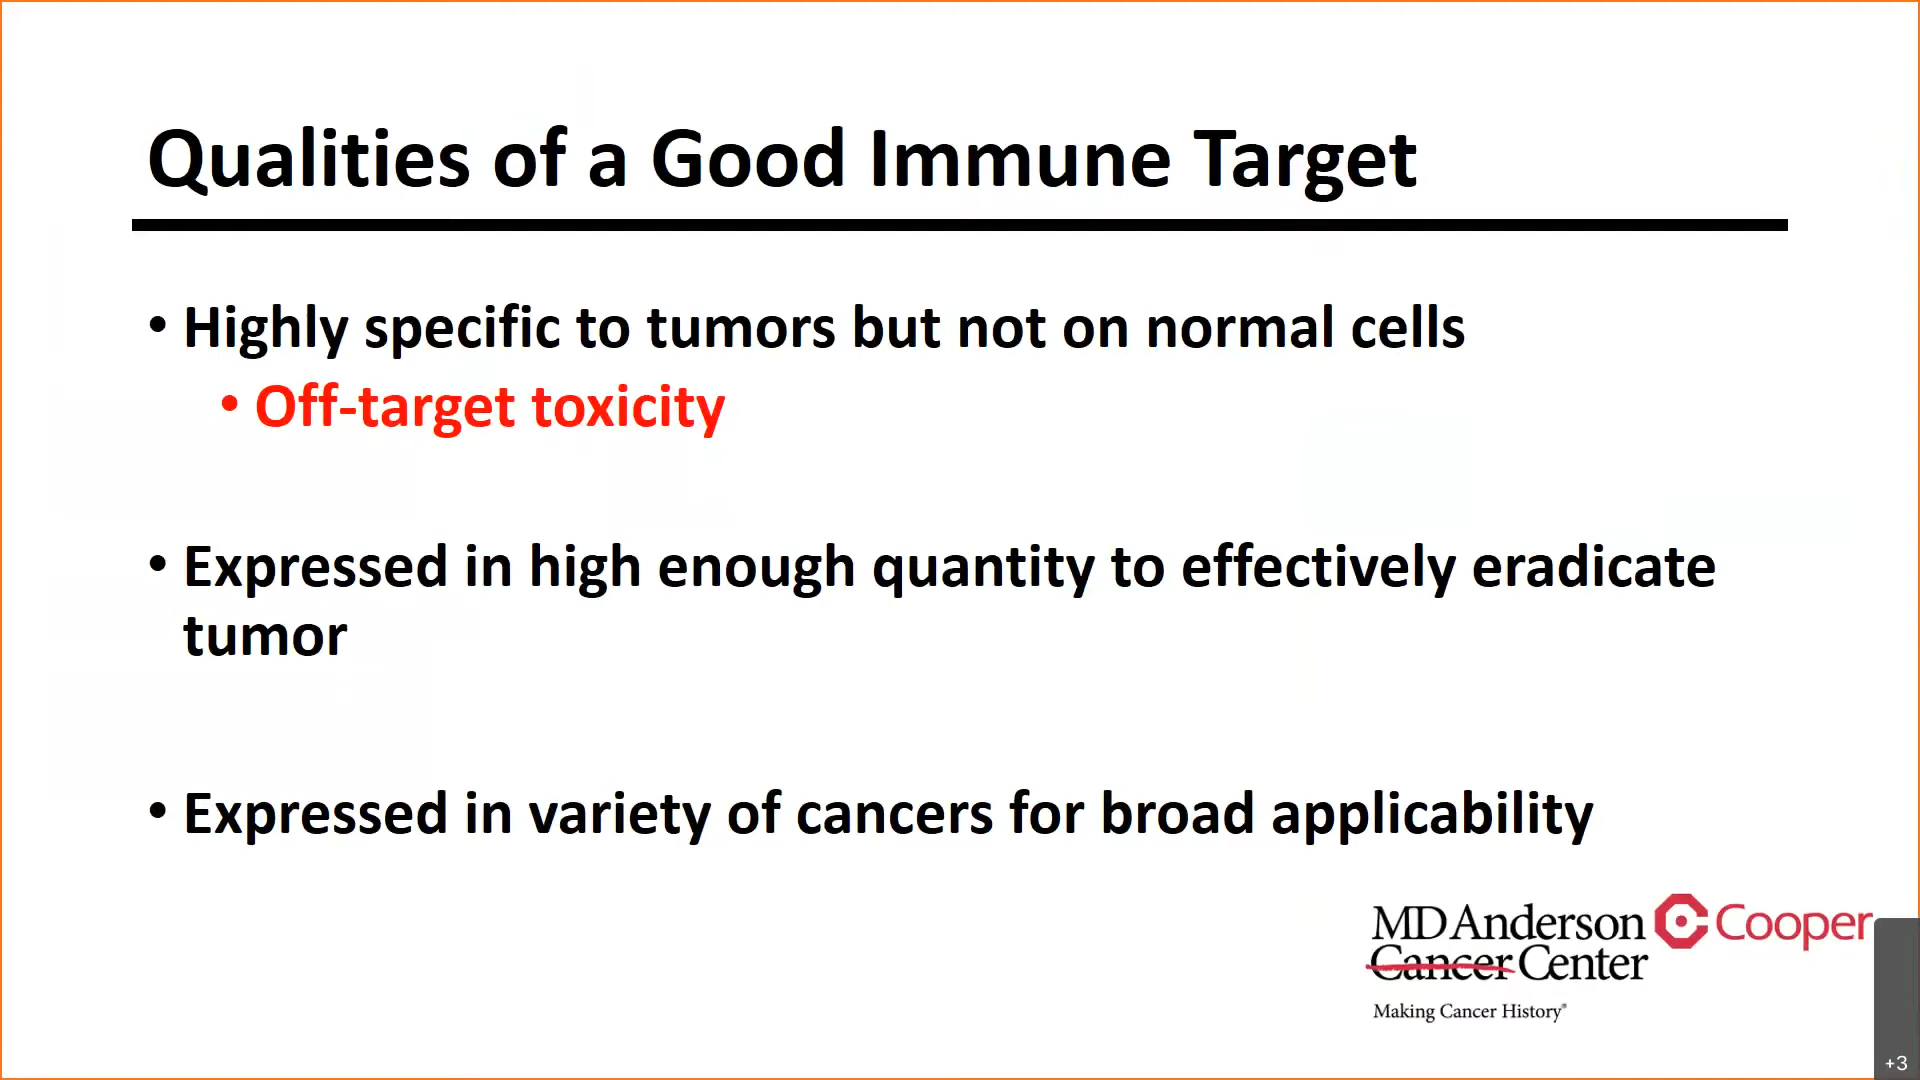 Qualities of a Good Immune Target
• Highly specific to tumors but not on normal cells
• Off-target toxicity
• Expressed in high enough quantity to effectively eradicate
tumor
• Expressed in variety of cancers for broad applicability
MD Anderson
Cancer Center
Making Cancer History®
Cooper
+3